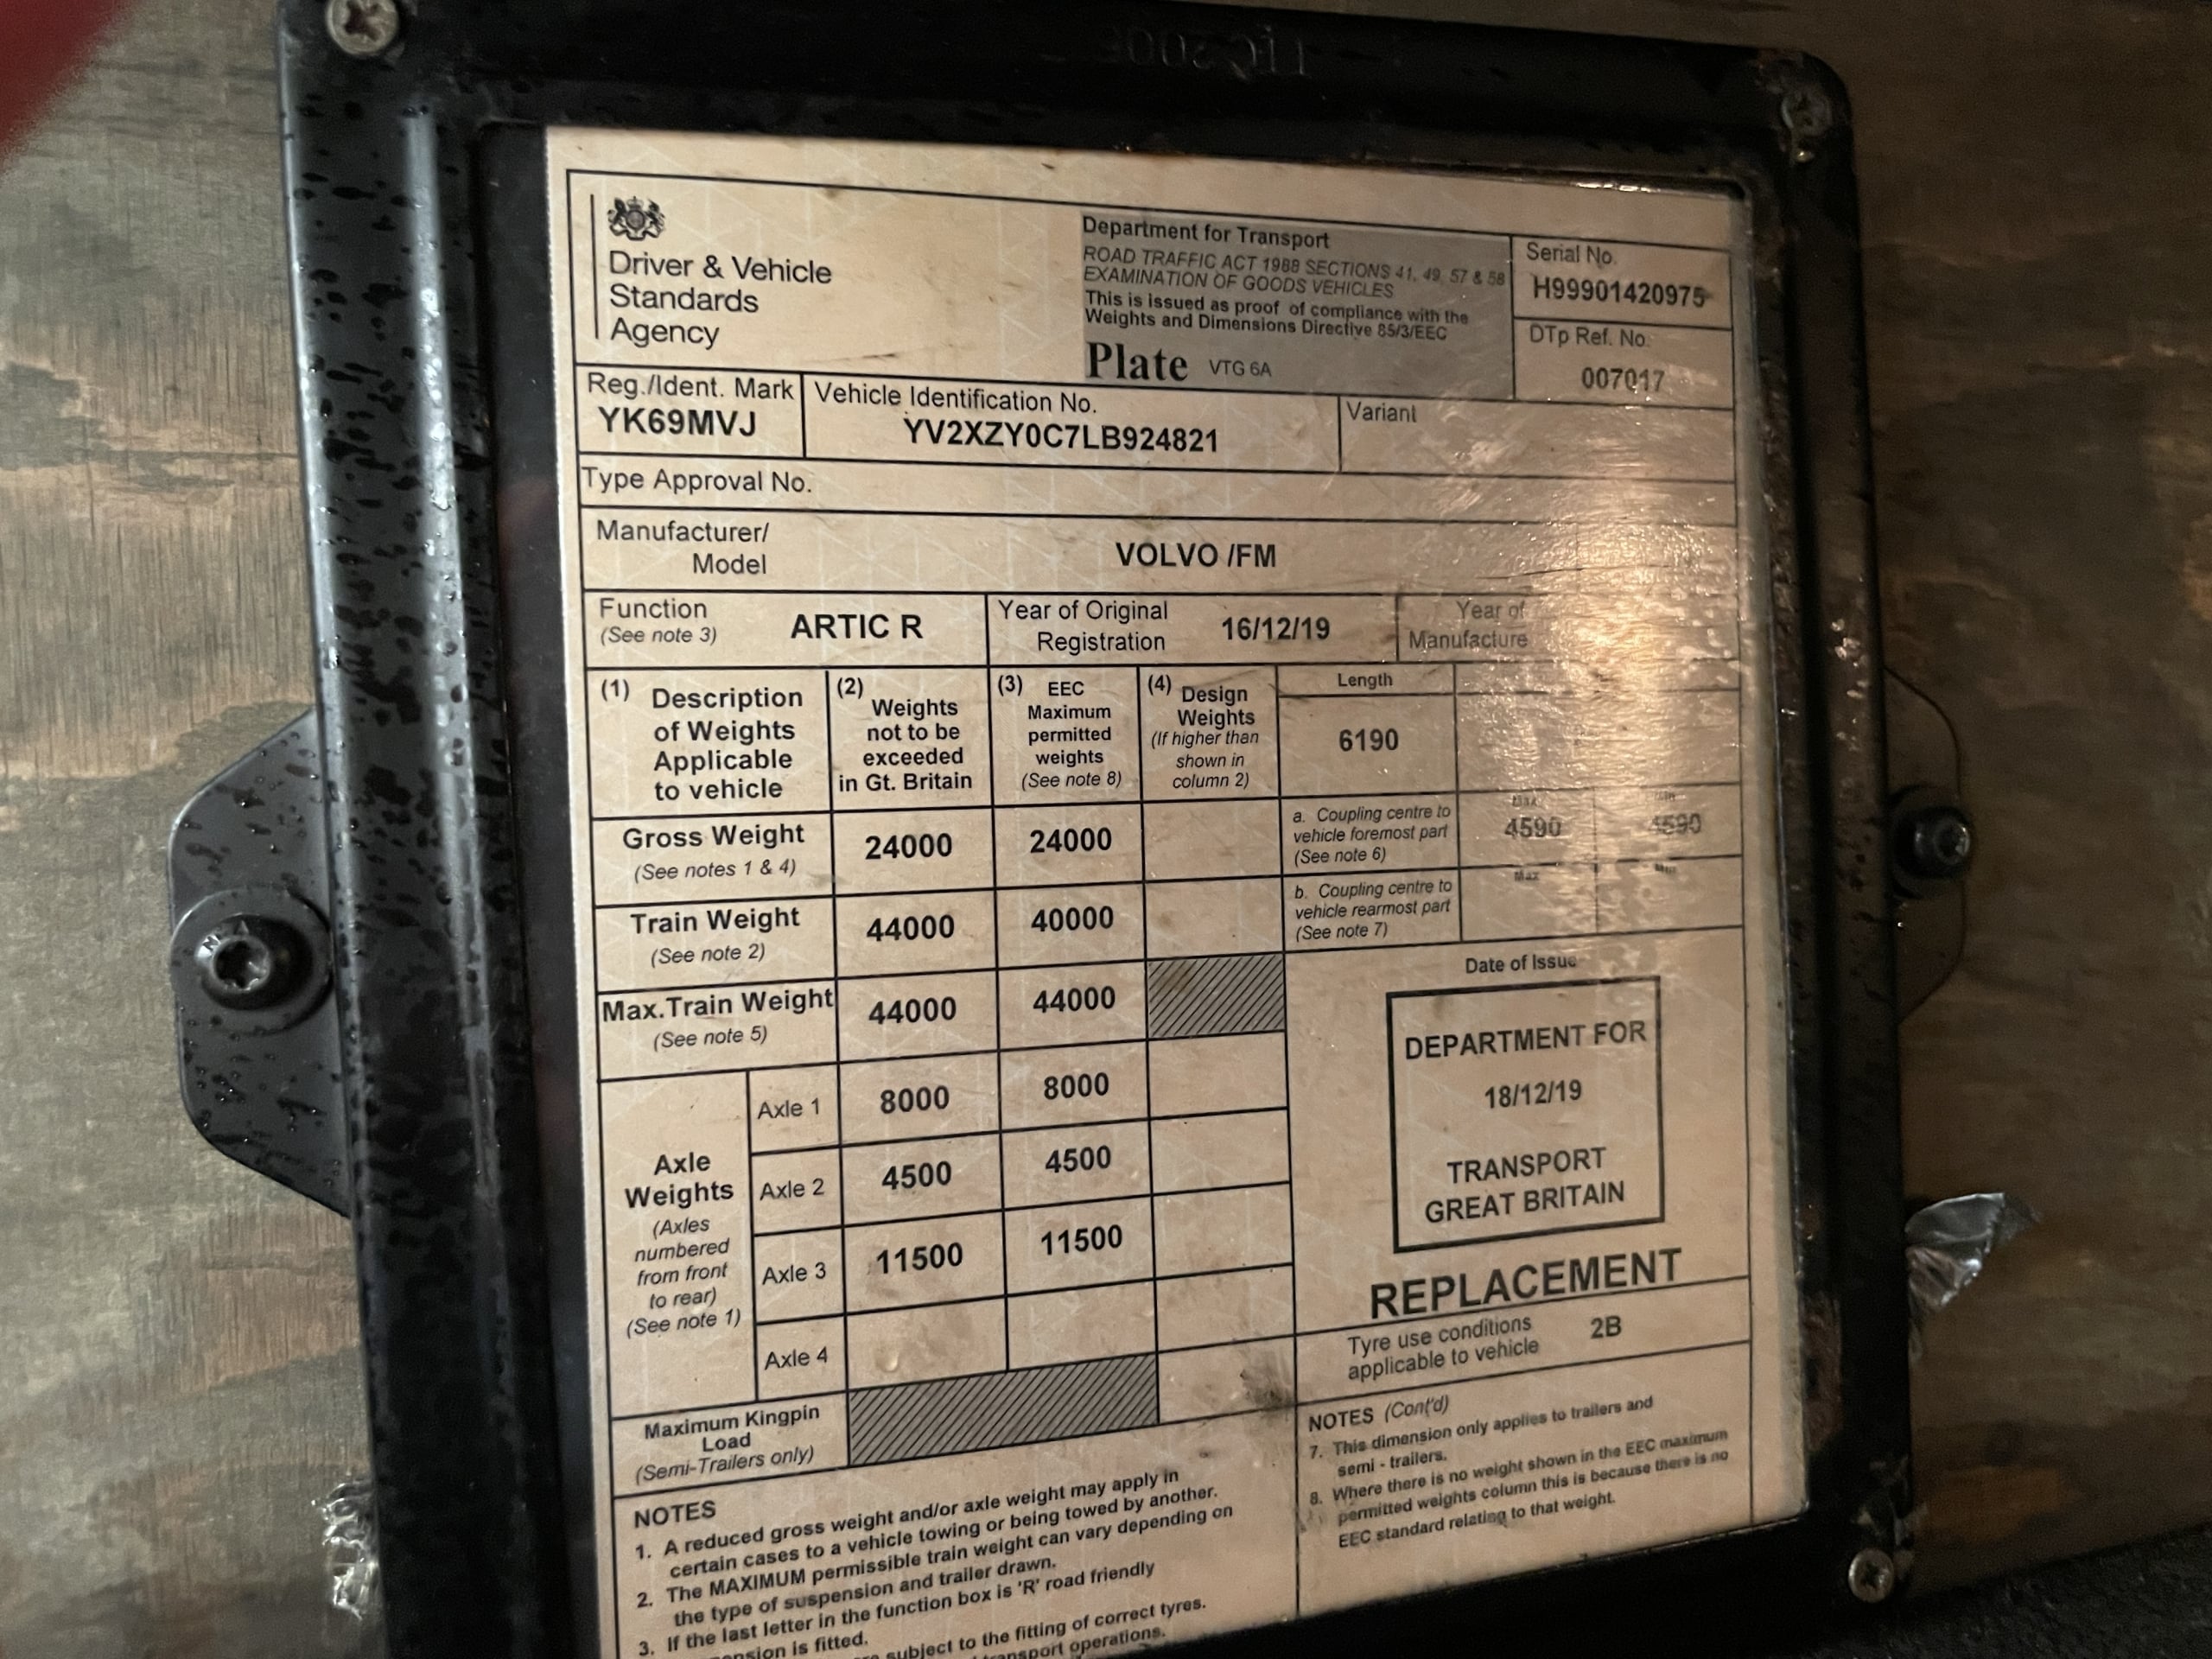 Driver & Vehicle
Standards
Agency
Department for Transport
ROAD TRAFFIC ACT 1988 SECTIONS 41, 49, 57 & 58
EXAMINATION OF GOODS VEHICLES
This is issued as proof of compliance with the
Weights and Dimensions Directive 85/3/EEC
Plate VTG 6A
Serial No.
H99901420975
DTp Ref. No.
007017
Reg./Ident. Mark
YK69MVJ
Vehicle Identification No.
YV2XZY0C7LB924821
Variant
Type Approval No.
Manufacturer/
Model
VOLVO /FM
Function
(See note 3)
ARTIC R
Year of Original
Registration
16/12/19
Year of
Manufacture
(1) Description
of Weights
Applicable
to vehicle
(2) Weights
not to be
exceeded
in Gt. Britain
(3) EEC
Maximum
permitted
weights
(See note 8)
(4) Design
Weights
(If higher than
shown in
column 2)
Length
6190
Gross Weight
(See notes 1 & 4)
24000
24000
a. Coupling centre to
vehicle foremost part
(See note 6)
Max
4590
Min
4590
Train Weight
(See note 2)
44000
40000
b. Coupling centre to
vehicle rearmost part
(See note 7)
Max
Min
Max.Train Weight
(See note 5)
44000
44000
Axle
Weights
(Axles
numbered
from front
to rear)
(See note 1)
Axle 1
8000
8000
Axle 2
4500
4500
Axle 3
11500
11500
Axle 4
Maximum Kingpin
Load
(Semi-Trailers only)
Date of Issue
DEPARTMENT FOR
18/12/19
TRANSPORT
GREAT BRITAIN
REPLACEMENT
Tyre use conditions
applicable to vehicle
2B
NOTES
1. A reduced gross weight and/or axle weight may apply in
certain cases to a vehicle towing or being towed by another.
2. The MAXIMUM permissible train weight can vary depending on
the type of suspension and trailer drawn.
3. If the last letter in the function box is 'R' road friendly
is fitted.
subject to the fitting of correct tyres.
operations.
NOTES (Cont'd)
7. This dimension only applies to trailers and
semi - trailers.
8. Where there is no weight shown in the EEC maximum
permitted weights column this is because there is no
EEC standard relating to that weight.